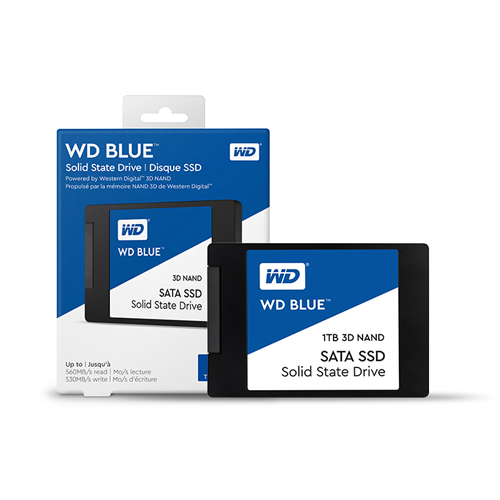 WD BLUE™
WD
Solid State Drive | Disque SSD
Powered by Western Digital™ 3D NAND
Propulsé par la mémoire NAND 3D de Western Digital™
WD
WD BLUE™
3D NAND
SATA SSD
Solid State Drive
Up to | Jusqu'à
560MB/s read | Mo/s lecture
530MB/s write | Mo/s d'écriture
WD
WD BLUE™
1TB 3D NAND
SATA SSD
Solid State Drive